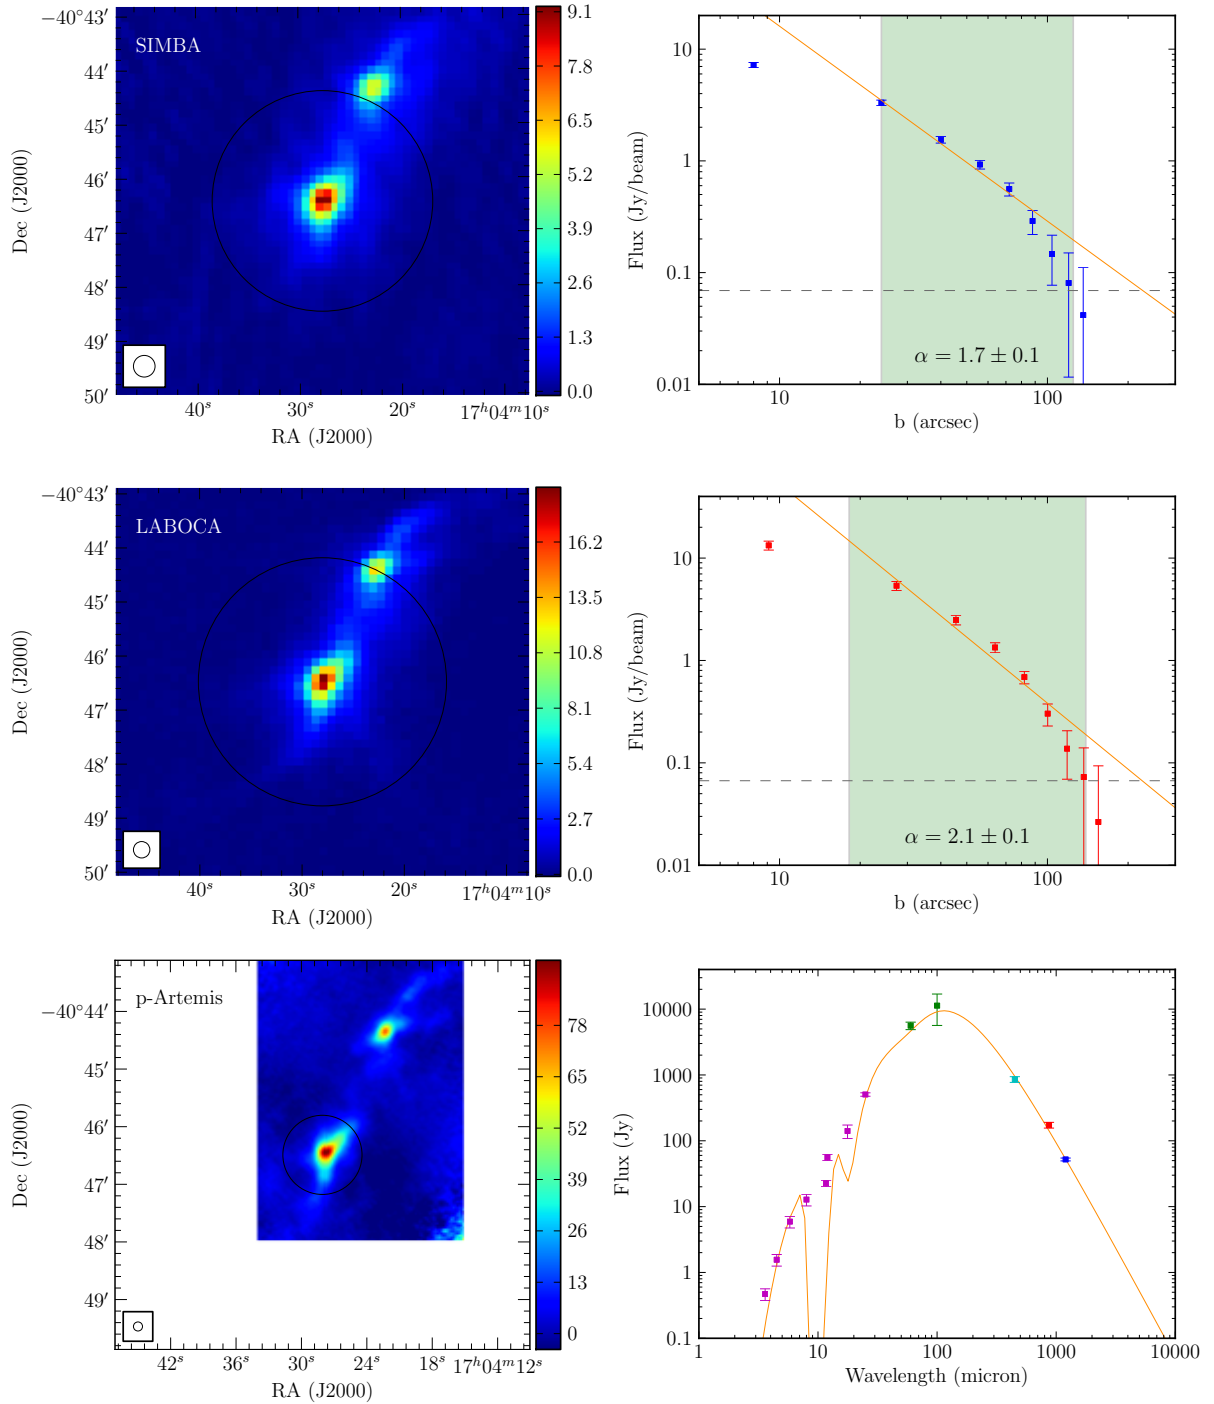 SIMBA
−40°43′
44′
45′
46′
47′
48′
49′
50′
Dec (J2000)
40ˢ 30ˢ 20ˢ 17ʰ04ᵐ10ˢ
RA (J2000)
9.1
7.8
6.5
5.2
3.9
2.6
1.3
0.0
Flux (Jy/beam)
10
1
0.1
0.01
α = 1.7 ± 0.1
10 100
b (arcsec)
LABOCA
−40°43′
44′
45′
46′
47′
48′
49′
50′
Dec (J2000)
40ˢ 30ˢ 20ˢ 17ʰ04ᵐ10ˢ
RA (J2000)
16.2
13.5
10.8
8.1
5.4
2.7
0.0
Flux (Jy/beam)
10
1
0.1
0.01
α = 2.1 ± 0.1
10 100
b (arcsec)
p-Artemis
−40°44′
45′
46′
47′
48′
49′
Dec (J2000)
42ˢ 36ˢ 30ˢ 24ˢ 18ˢ 17ʰ04ᵐ12ˢ
RA (J2000)
78
65
52
39
26
13
0
Flux (Jy)
10000
1000
100
10
1
0.1
1 10 100 1000 10000
Wavelength (micron)